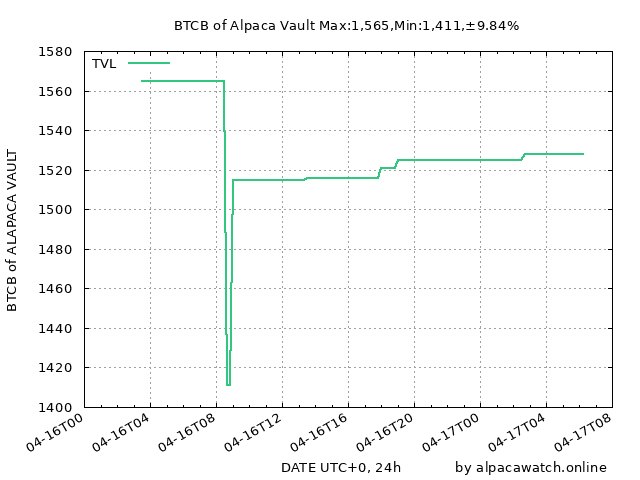 BTCB of Alpaca Vault Max:1,565,Min:1,411,±9.84%
TVL
BTCB of ALAPACA VAULT
1580
1560
1540
1520
1500
1480
1460
1440
1420
1400
04-16T00
04-16T04
04-16T08
04-16T12
04-16T16
04-16T20
04-17T00
04-17T04
04-17T08
DATE UTC+0, 24h
by alpacawatch.online